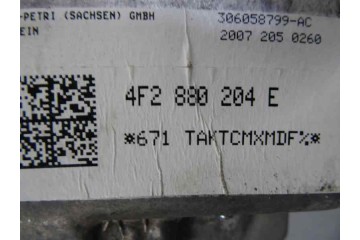 -PETRI (SACHSEN) GMBH
306058799-AC
EIN
2007 205 0260
4F2 880 204 E
*671 TAKTCMXMDF%*